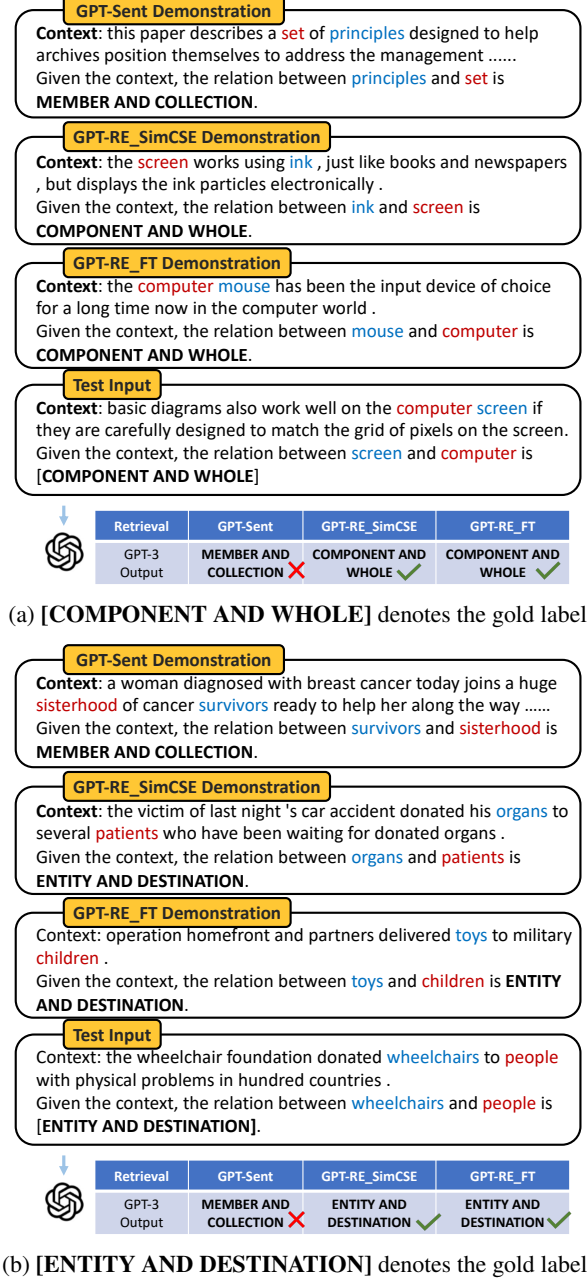 GPT-Sent Demonstration
Context: this paper describes a set of principles designed to help
archives position themselves to address the management ......
Given the context, the relation between principles and set is
MEMBER AND COLLECTION.
GPT-RE_SimCSE Demonstration
Context: the screen works using ink , just like books and newspapers
, but displays the ink particles electronically .
Given the context, the relation between ink and screen is
COMPONENT AND WHOLE.
GPT-RE_FT Demonstration
Context: the computer mouse has been the input device of choice
for a long time now in the computer world .
Given the context, the relation between mouse and computer is
COMPONENT AND WHOLE.
Test Input
Context: basic diagrams also work well on the computer screen if
they are carefully designed to match the grid of pixels on the screen.
Given the context, the relation between screen and computer is
[COMPONENT AND WHOLE]
Retrieval GPT-Sent GPT-RE_SimCSE GPT-RE_FT
GPT-3 MEMBER AND COMPONENT AND COMPONENT AND
Output COLLECTION WHOLE WHOLE
(a) [COMPONENT AND WHOLE] denotes the gold label
GPT-Sent Demonstration
Context: a woman diagnosed with breast cancer today joins a huge
sisterhood of cancer survivors ready to help her along the way ......
Given the context, the relation between survivors and sisterhood is
MEMBER AND COLLECTION.
GPT-RE_SimCSE Demonstration
Context: the victim of last night 's car accident donated his organs to
several patients who have been waiting for donated organs .
Given the context, the relation between organs and patients is
ENTITY AND DESTINATION.
GPT-RE_FT Demonstration
Context: operation homefront and partners delivered toys to military
children .
Given the context, the relation between toys and children is ENTITY
AND DESTINATION.
Test Input
Context: the wheelchair foundation donated wheelchairs to people
with physical problems in hundred countries .
Given the context, the relation between wheelchairs and people is
[ENTITY AND DESTINATION].
Retrieval GPT-Sent GPT-RE_SimCSE GPT-RE_FT
GPT-3 MEMBER AND ENTITY AND ENTITY AND
Output COLLECTION DESTINATION DESTINATION
(b) [ENTITY AND DESTINATION] denotes the gold label